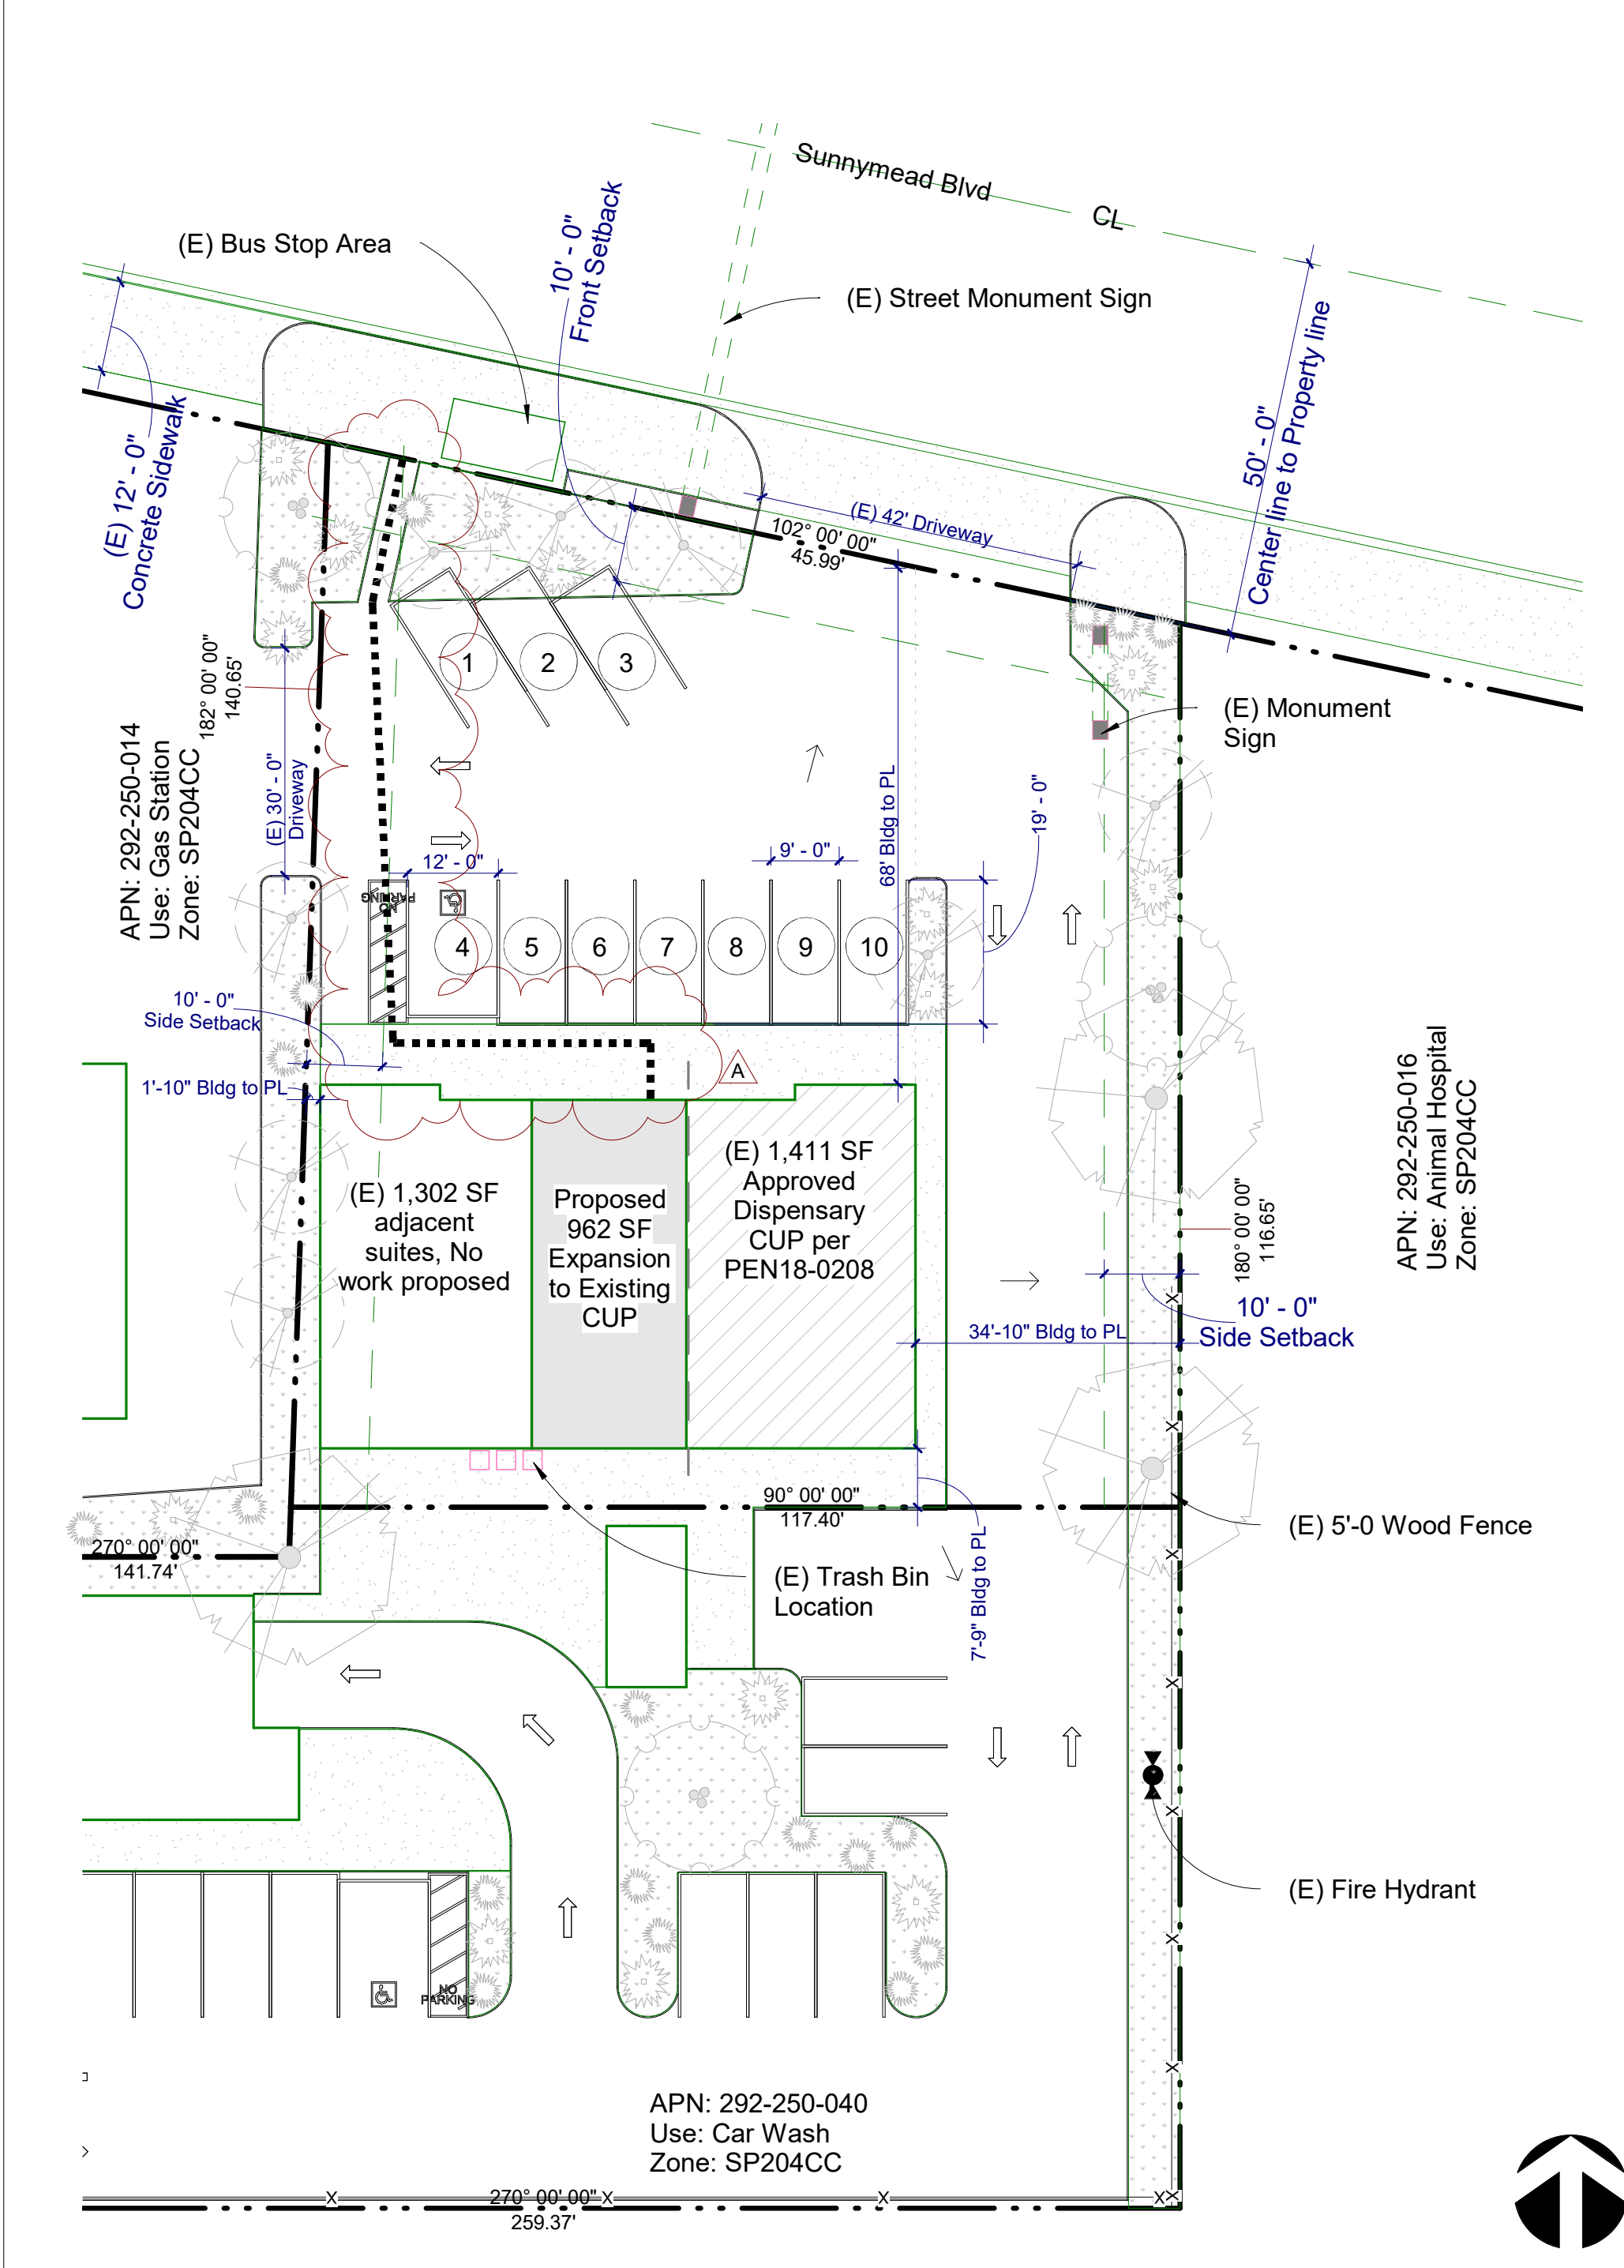 Sunnymead Blvd
CL
(E) Bus Stop Area
10' - 0"
Front Setback
(E) Street Monument Sign
50' - 0"
Center line to Property line
(E) 12' - 0"
Concrete Sidewalk
(E) 42' Driveway
102° 00' 00"
45.99'
1
2
3
182° 00' 00"
140.65'
APN: 292-250-014
Use: Gas Station
Zone: SP204CC
(E) 30' - 0"
Driveway
(E) Monument
Sign
68' Bldg to PL
19' - 0"
12' - 0"
9' - 0"
NO
PARKING
4
5
6
7
8
9
10
10' - 0"
Side Setback
1'-10" Bldg to PL
A
APN: 292-250-016
Use: Animal Hospital
Zone: SP204CC
(E) 1,302 SF
adjacent
suites, No
work proposed
Proposed
962 SF
Expansion
to Existing
CUP
(E) 1,411 SF
Approved
Dispensary
CUP per
PEN18-0208
180° 00' 00"
116.65'
10' - 0"
Side Setback
34'-10" Bldg to PL
90° 00' 00"
117.40'
270° 00' 00"
141.74'
(E) 5'-0 Wood Fence
(E) Trash Bin
Location
7'-9" Bldg to PL
X
X
X
X
X
X
X
X
(E) Fire Hydrant
NO
PARKING
APN: 292-250-040
Use: Car Wash
Zone: SP204CC
X
270° 00' 00"
X
X
X
X
259.37'